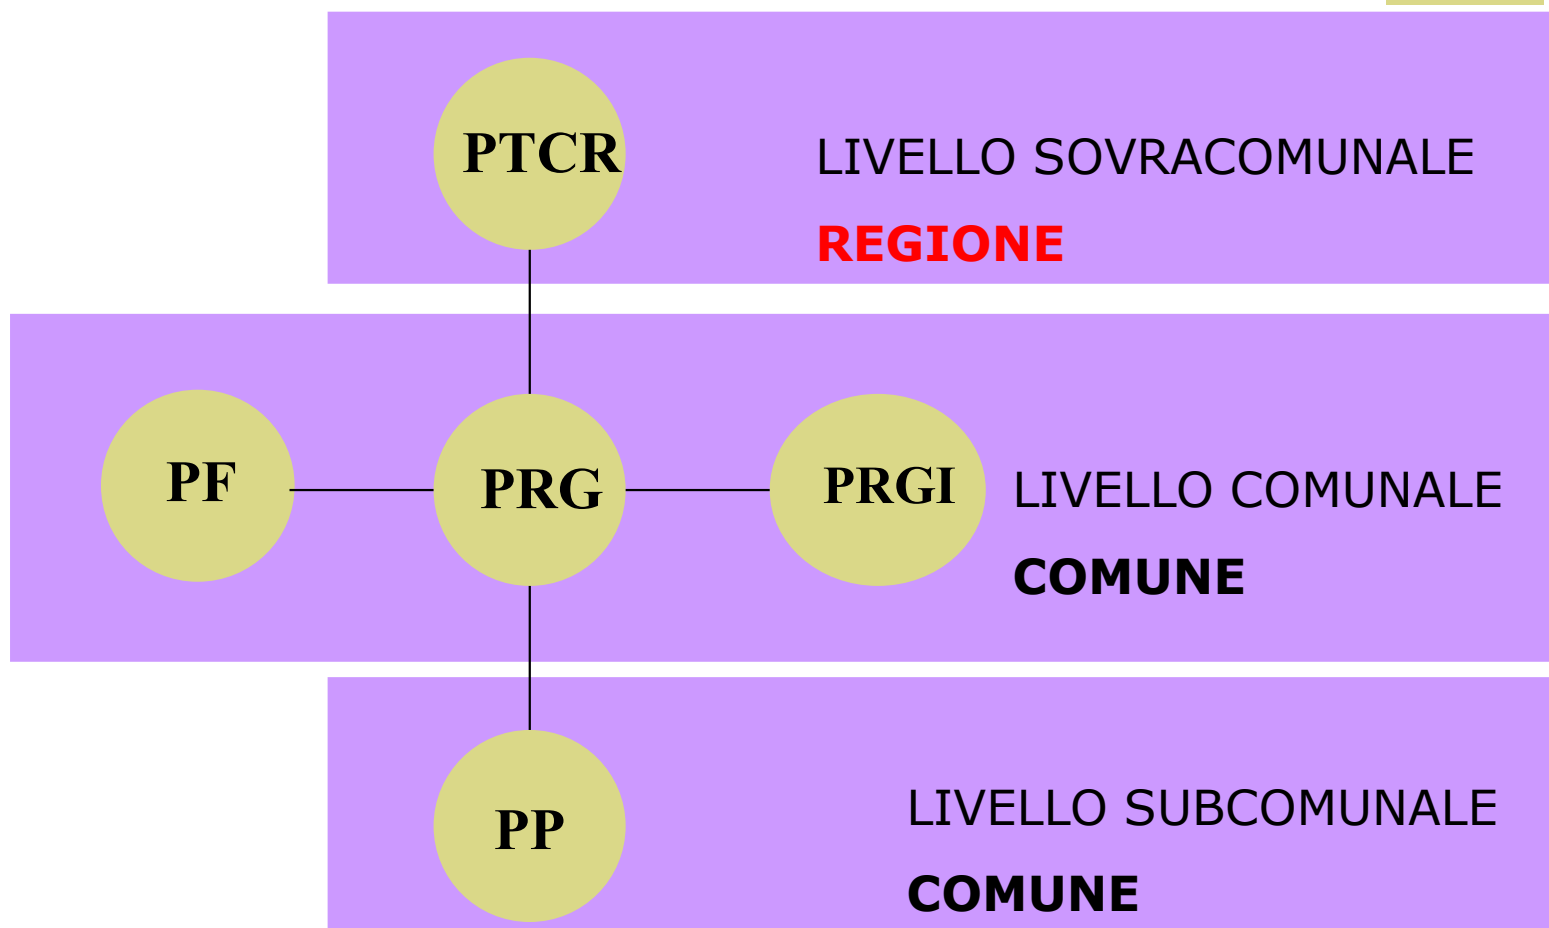 PTCR
LIVELLO SOVRACOMUNALE
REGIONE
PF
PRG
PRGI
LIVELLO COMUNALE
COMUNE
PP
LIVELLO SUBCOMUNALE
COMUNE